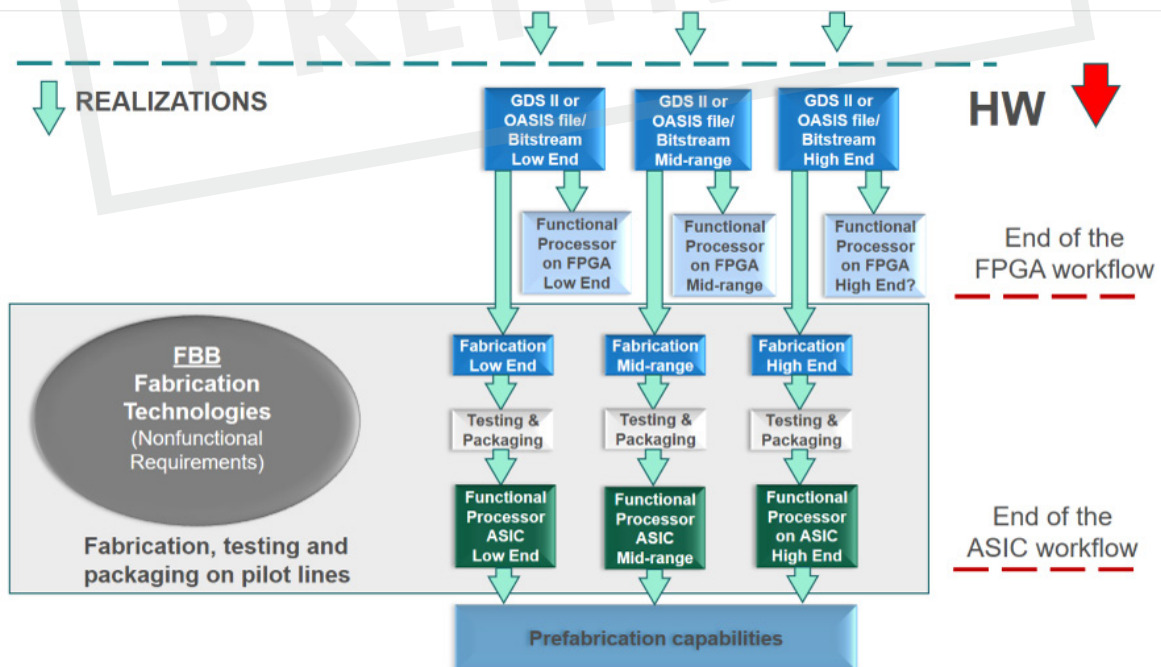 PRELIM
REALIZATIONS
HW
GDS II or
OASIS file/
Bitstream
Low End
GDS II or
OASIS file/
Bitstream
Mid-range
GDS II or
OASIS file/
Bitstream
High End
Functional
Processor
on FPGA
Low End
Functional
Processor
on FPGA
Mid-range
Functional
Processor
on FPGA
High End?
End of the
FPGA workflow
FBB
Fabrication
Technologies
(Nonfunctional
Requirements)
Fabrication, testing and
packaging on pilot lines
Fabrication
Low End
Fabrication
Mid-range
Fabrication
High End
Testing &
Packaging
Testing &
Packaging
Testing &
Packaging
Functional
Processor
ASIC
Low End
Functional
Processor
ASIC
Mid-range
Functional
Processor
on ASIC
High End
End of the
ASIC workflow
Prefabrication capabilities